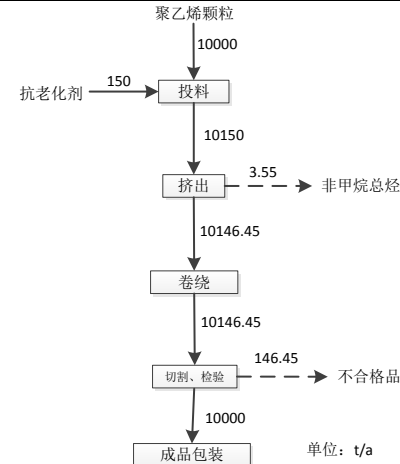 聚乙烯颗粒
10000
抗老化剂
150
投料
10150
挤出
3.55
非甲烷总烃
10146.45
卷绕
10146.45
切割、检验
146.45
不合格品
10000
成品包装
单位：t/a